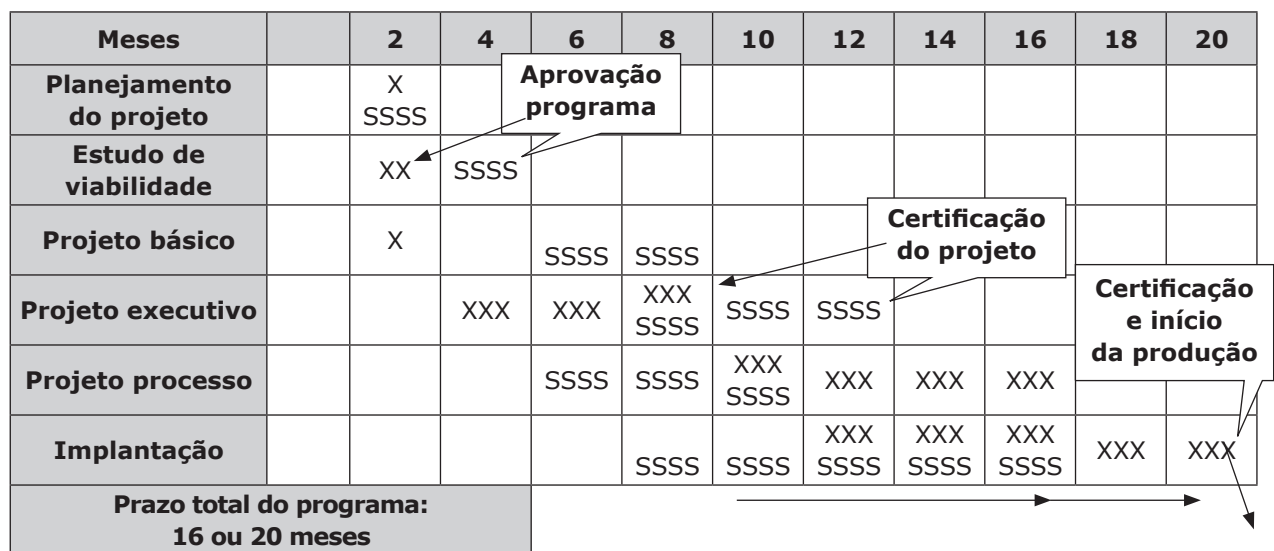 Meses 2 4 6 8 10 12 14 16 18 20
Planejamento
do projeto
X
SSSS
Aprovação
programa
Estudo de
viabilidade
XX SSSS
Projeto básico X SSSS SSSS
Certificação
do projeto
Projeto executivo XXX XXX XXX SSSS SSSS
SSSS
Certificação
e início
da produção
Projeto processo SSSS SSSS XXX XXX XXX XXX
SSSS
Implantação XXX XXX XXX XXX XXX
SSSS SSSS SSSS SSSS SSSS
Prazo total do programa:
16 ou 20 meses